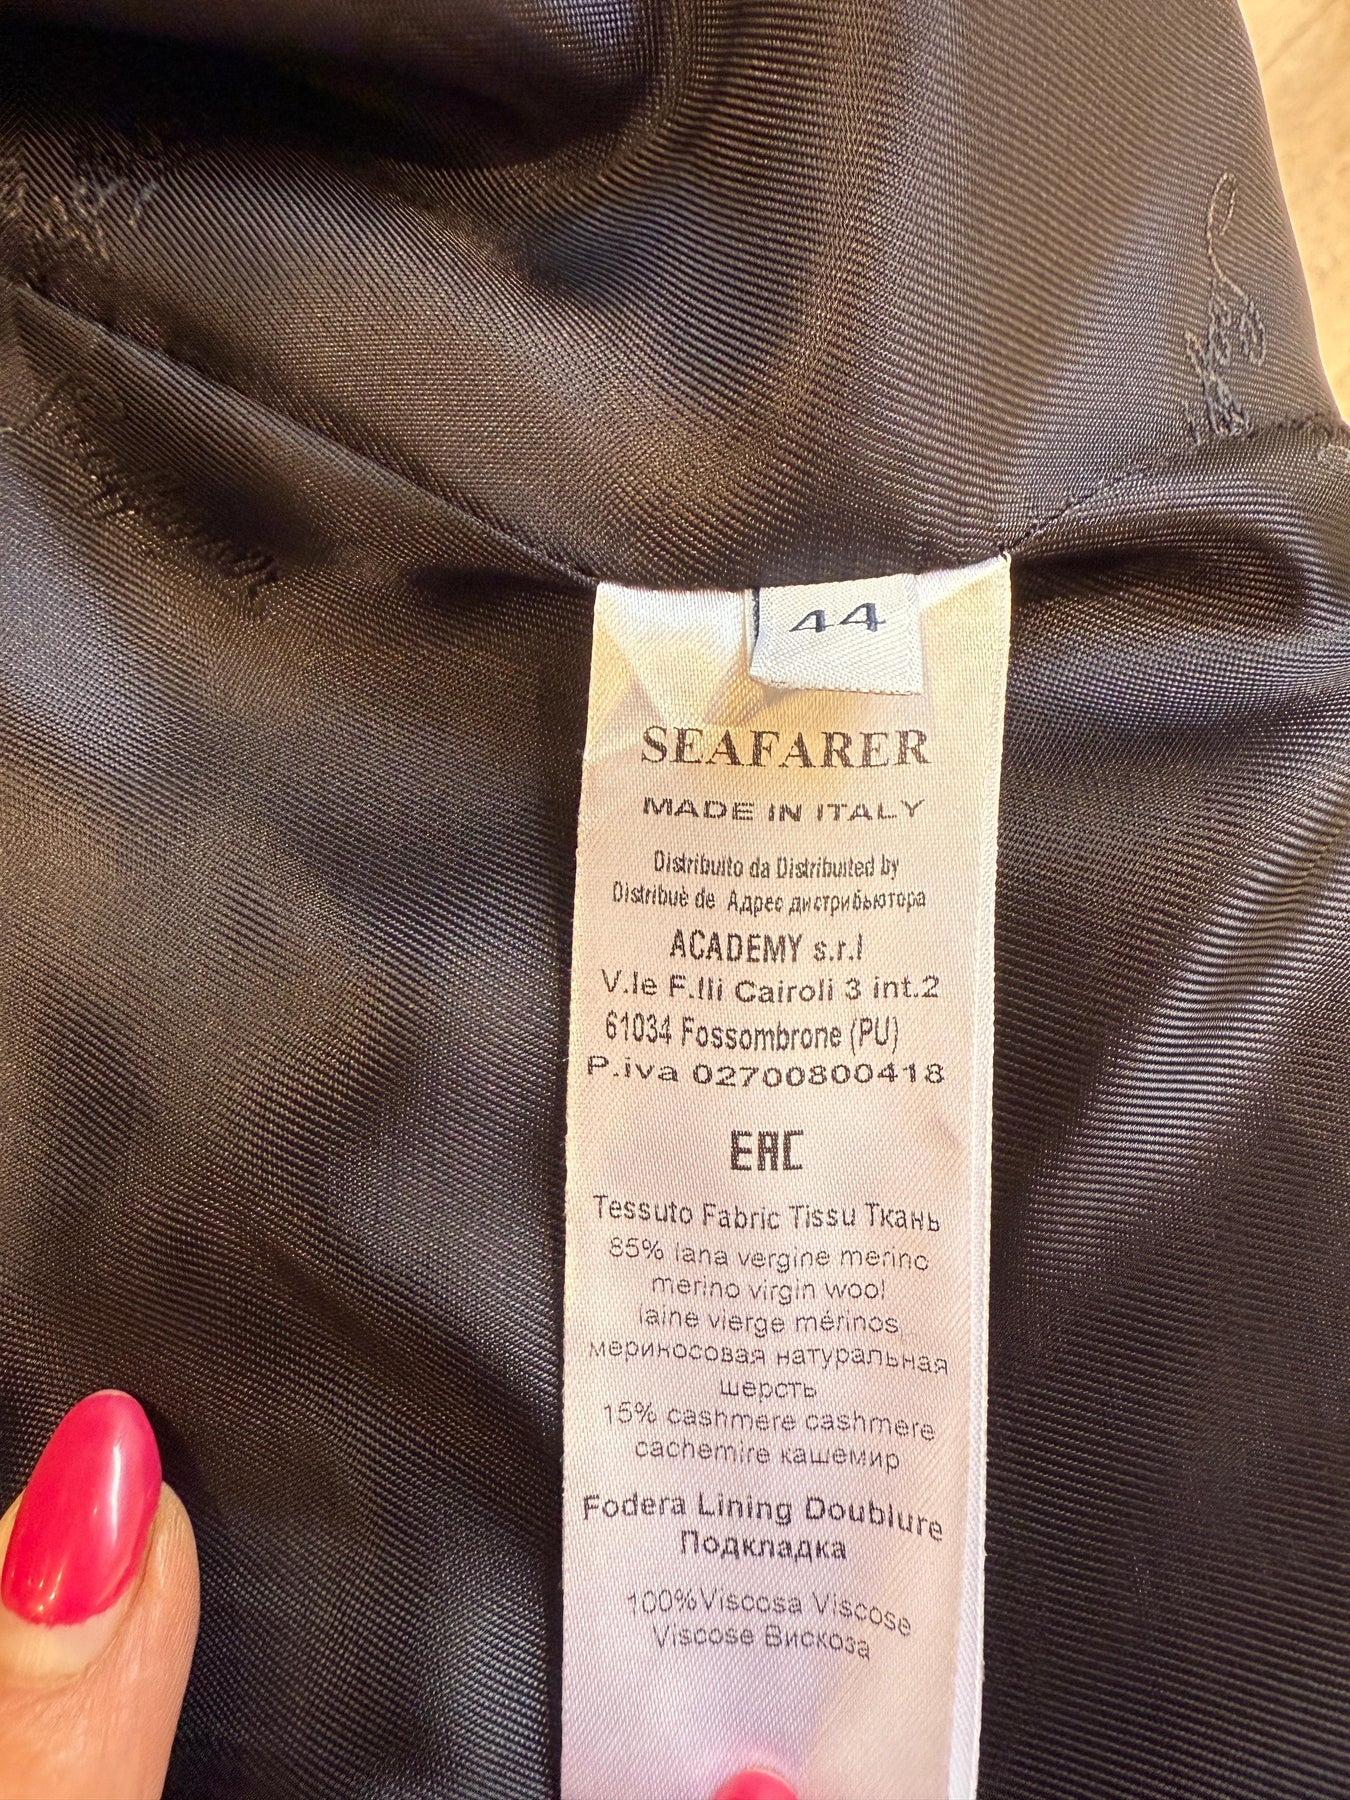 44
SEAFARER
MADE IN ITALY
Distribuito da Distribuited by
Distribuè de Адрес дистрибьютора
ACADEMY s.r.l
V.le F.lli Cairoli 3 int.2
61034 Fossombrone (PU)
P.iva 02700800418
EAC
Tessuto Fabric Tissu Ткань
85% lana vergine merino
merino virgin wool
laine vierge mérinos
мериносовая натуральная
шерсть
15% cashmere cashmere
cachemire кашемир
Fodera Lining Doublure
Подкладка
100%Viscosa Viscose
Viscose Вискоза